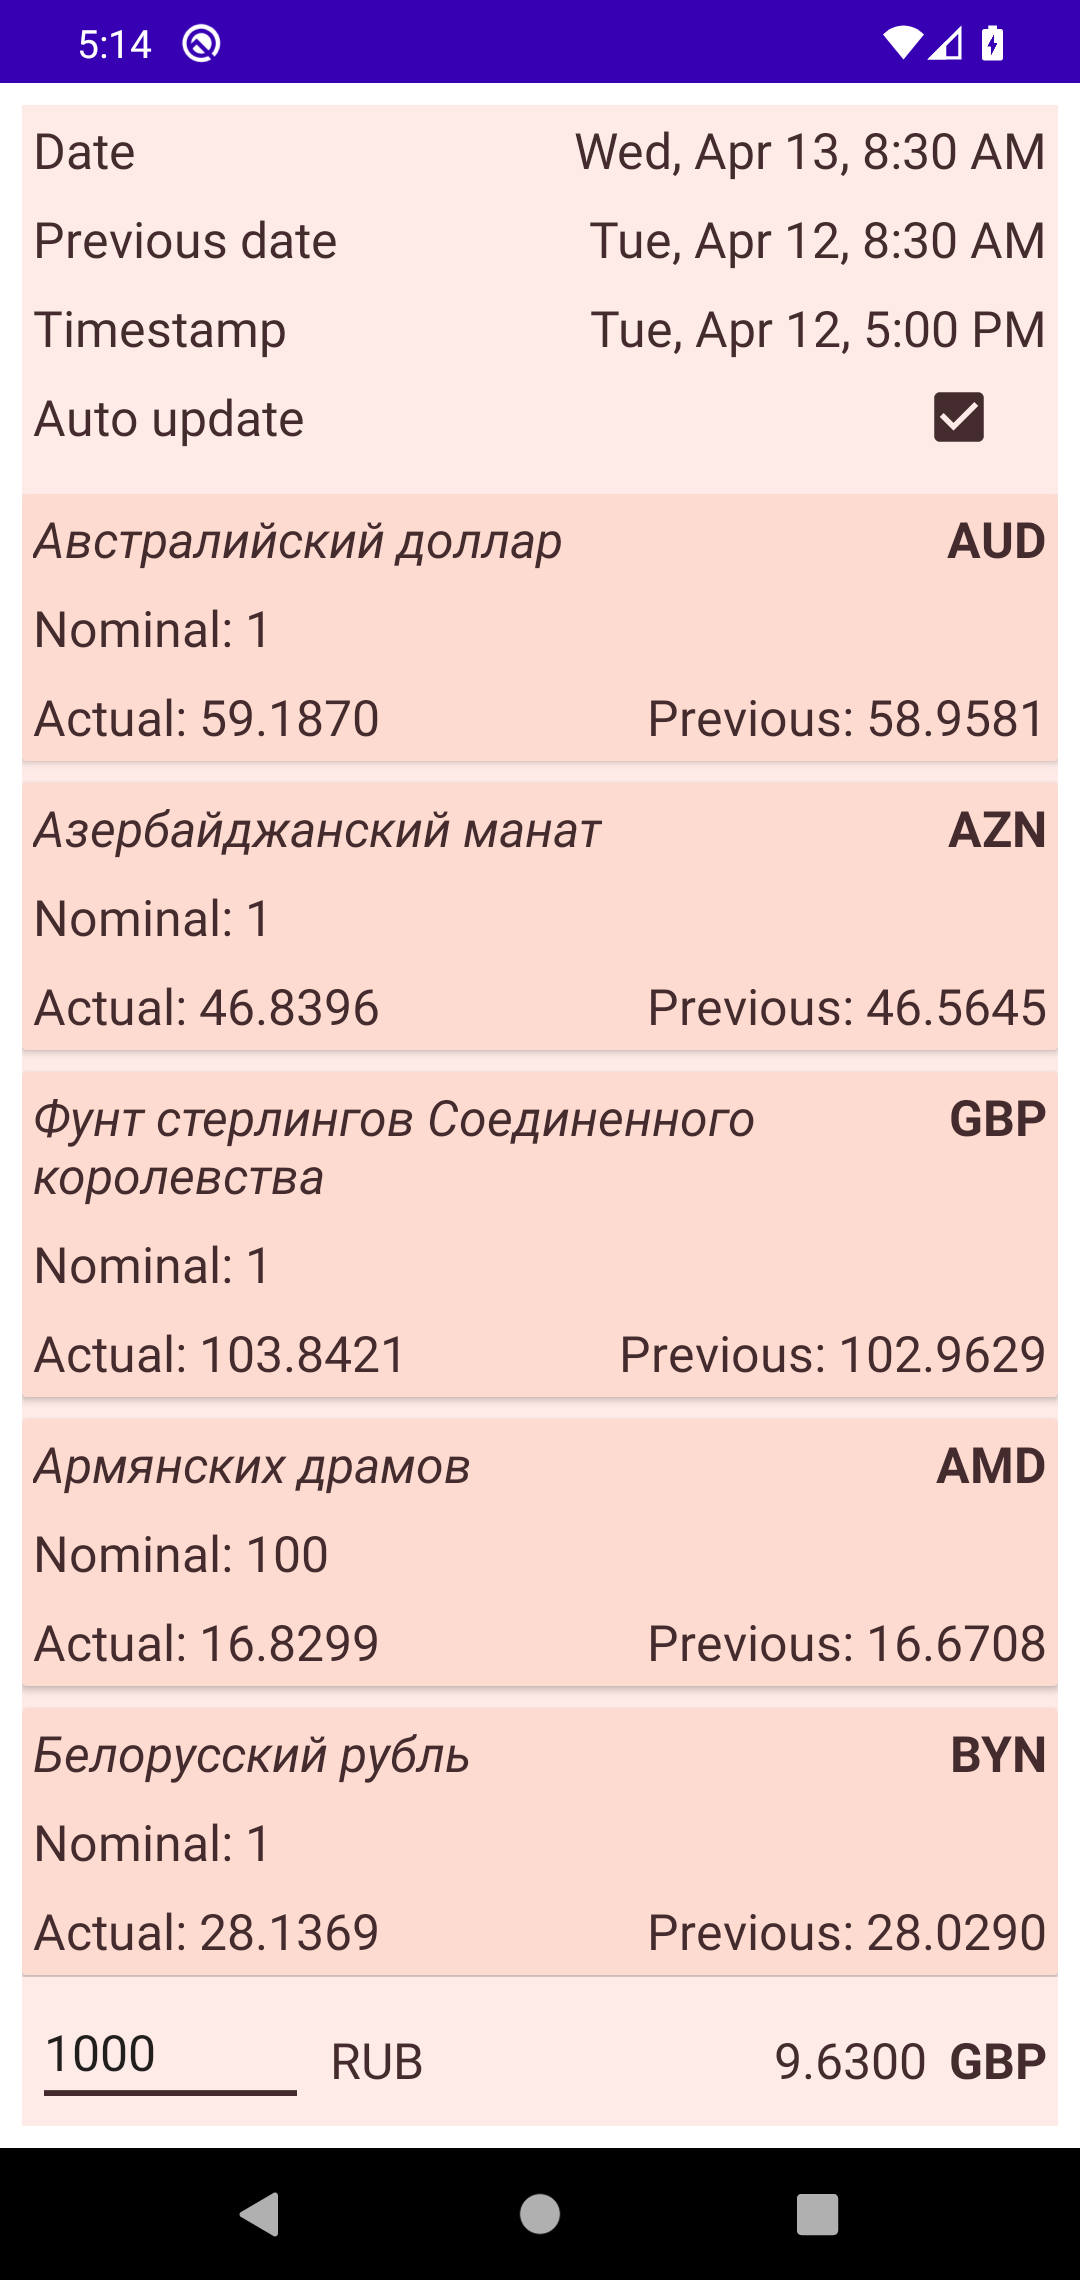 5:14
Date Wed, Apr 13, 8:30 AM
Previous date Tue, Apr 12, 8:30 AM
Timestamp Tue, Apr 12, 5:00 PM
Auto update
Австралийский доллар AUD
Nominal: 1
Actual: 59.1870 Previous: 58.9581
Азербайджанский манат AZN
Nominal: 1
Actual: 46.8396 Previous: 46.5645
Фунт стерлингов Соединенного GBP
королевства
Nominal: 1
Actual: 103.8421 Previous: 102.9629
Армянских драмов AMD
Nominal: 100
Actual: 16.8299 Previous: 16.6708
Белорусский рубль BYN
Nominal: 1
Actual: 28.1369 Previous: 28.0290
1000 RUB 9.6300 GBP